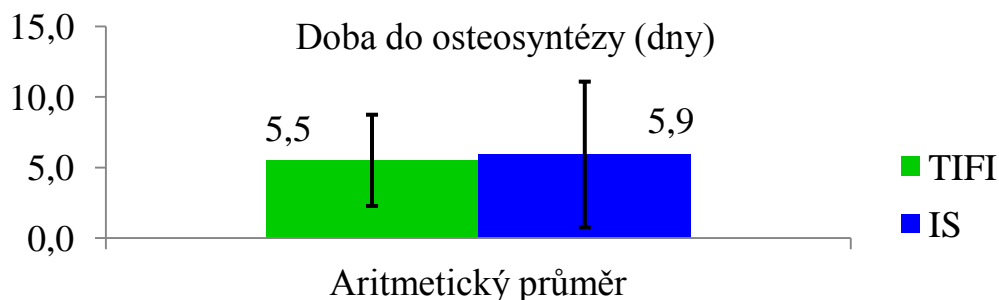 15,0
Doba do osteosyntézy (dny)
10,0
5,5
5,9
5,0
TIFI
IS
0,0
Aritmetický průměr